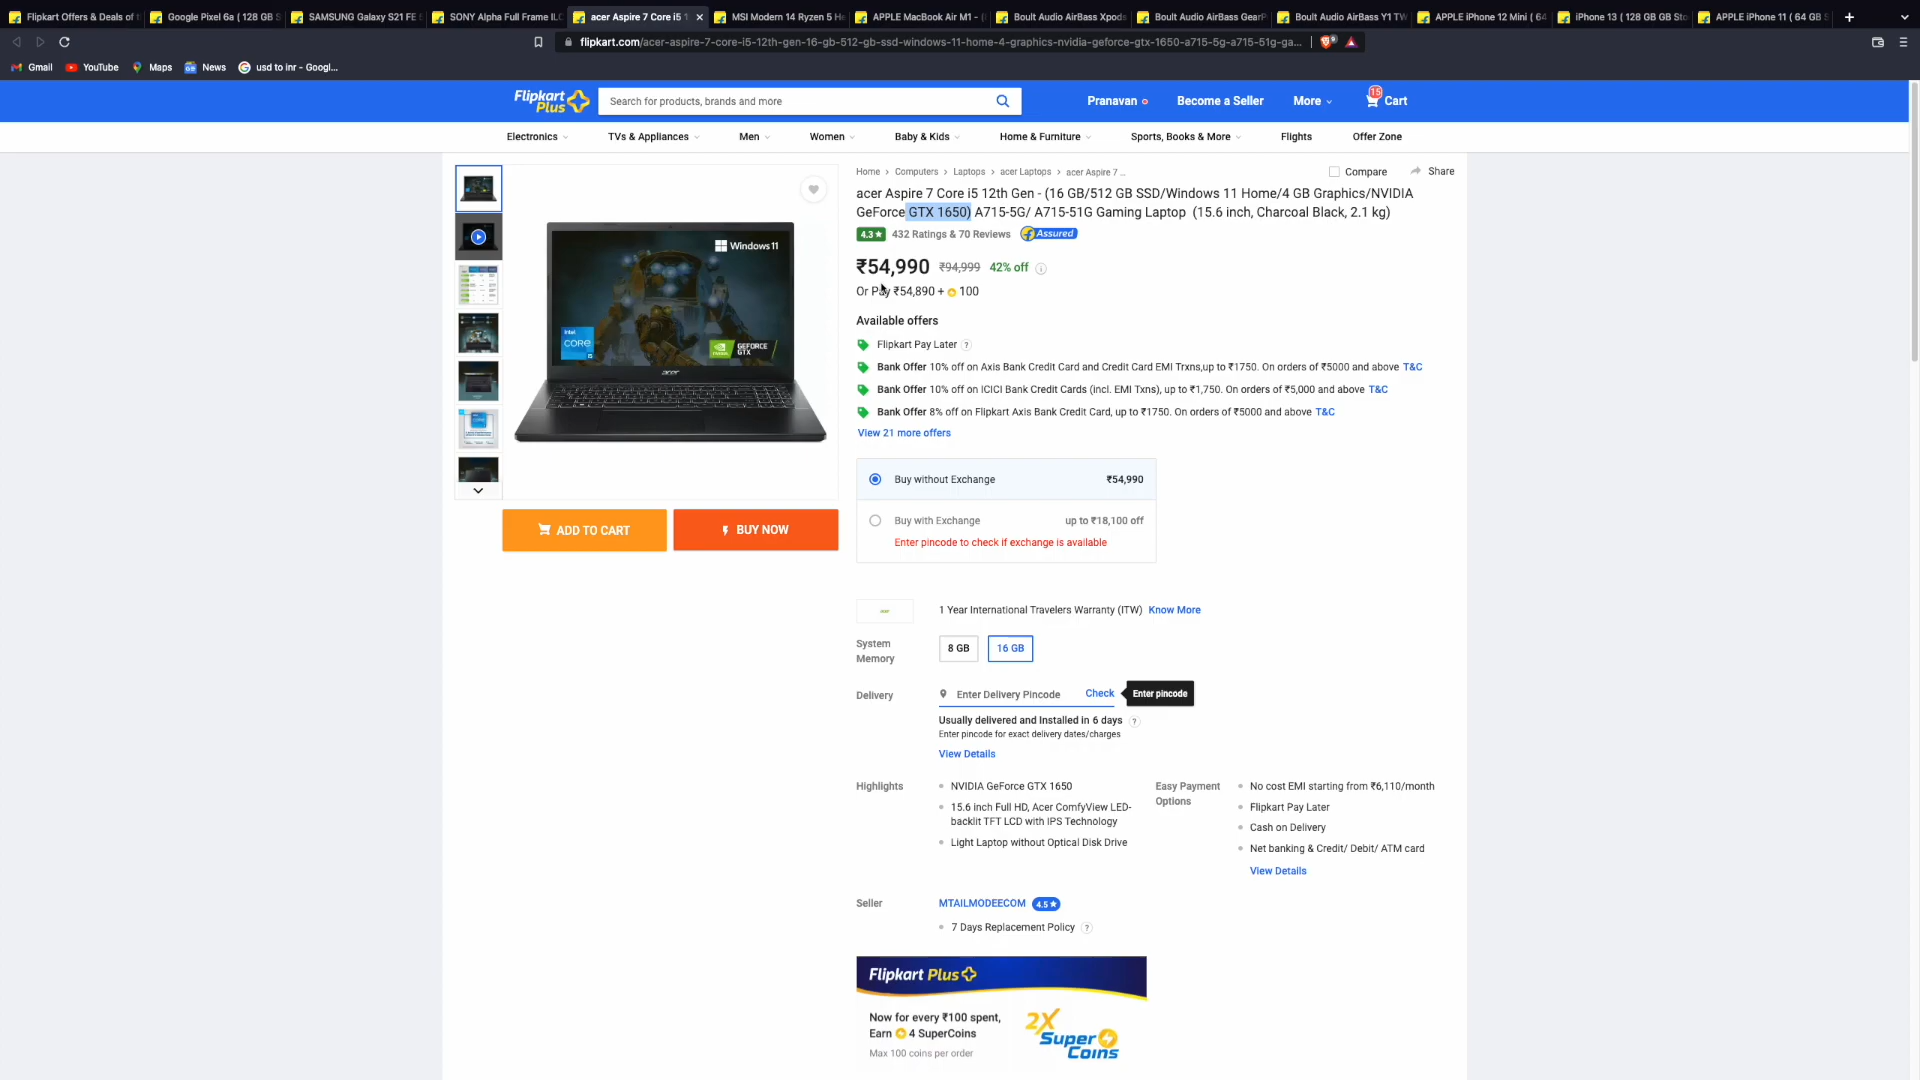 Flipkart Offers & Deals of t
Google Pixel 6a ( 128 GB S
SAMSUNG Galaxy S21 FE 5
SONY Alpha Full Frame ILC
acer Aspire 7 Core i5 1
MSI Modern 14 Ryzen 5 He
APPLE MacBook Air M1 - (
Boult Audio AirBass Xpods
Boult Audio AirBass GearP
Boult Audio AirBass Y1 TW
APPLE iPhone 12 Mini ( 64
iPhone 13 ( 128 GB GB Sto
APPLE iPhone 11 ( 64 GB S
flipkart.com/acer-aspire-7-core-i5-12th-gen-16-gb-512-gb-ssd-windows-11-home-4-graphics-nvidia-geforce-gtx-1650-a715-5g-a715-51g-ga...
Gmail YouTube Maps News usd to inr - Googl...
Flipkart Plus
Search for products, brands and more
Pranavan
Become a Seller
More
15
Cart
Electronics TVs & Appliances Men Women Baby & Kids Home & Furniture Sports, Books & More Flights Offer Zone
Home > Computers > Laptops > acer Laptops > acer Aspire 7 ...
Compare
Share
acer Aspire 7 Core i5 12th Gen - (16 GB/512 GB SSD/Windows 11 Home/4 GB Graphics/NVIDIA
GeForce GTX 1650) A715-5G/ A715-51G Gaming Laptop (15.6 inch, Charcoal Black, 2.1 kg)
4.3★ 432 Ratings & 70 Reviews Assured
₹54,990 ₹94,999 42% off
Or Pay ₹54,890 + 100
Windows 11
intel
CORE
i5
NVIDIA
GEFORCE
GTX
acer
Available offers
Flipkart Pay Later ?
Bank Offer 10% off on Axis Bank Credit Card and Credit Card EMI Trxns,up to ₹1750. On orders of ₹5000 and above T&C
Bank Offer 10% off on ICICI Bank Credit Cards (incl. EMI Txns), up to ₹1,750. On orders of ₹5,000 and above T&C
Bank Offer 8% off on Flipkart Axis Bank Credit Card, up to ₹1750. On orders of ₹5000 and above T&C
View 21 more offers
Buy without Exchange ₹54,990
Buy with Exchange up to ₹18,100 off
Enter pincode to check if exchange is available
ADD TO CART
BUY NOW
acer
1 Year International Travelers Warranty (ITW) Know More
System
Memory
8 GB
16 GB
Delivery
Enter Delivery Pincode
Check
Enter pincode
Usually delivered and Installed in 6 days ?
Enter pincode for exact delivery dates/charges
View Details
Highlights
NVIDIA GeForce GTX 1650
15.6 inch Full HD, Acer ComfyView LED-
backlit TFT LCD with IPS Technology
Light Laptop without Optical Disk Drive
Easy Payment
Options
No cost EMI starting from ₹6,110/month
Flipkart Pay Later
Cash on Delivery
Net banking & Credit/ Debit/ ATM card
View Details
Seller
MTAILMODEECOM 4.5★
7 Days Replacement Policy ?
Flipkart Plus
Now for every ₹100 spent,
Earn 4 SuperCoins
Max 100 coins per order
2X
Super
Coins